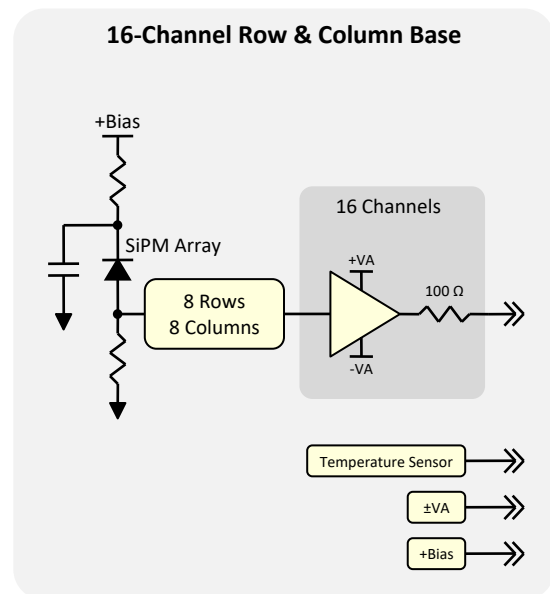 16-Channel Row & Column Base
+Bias
SiPM Array
8 Rows
8 Columns
16 Channels
+VA
-VA
100 Ω
Temperature Sensor
±VA
+Bias